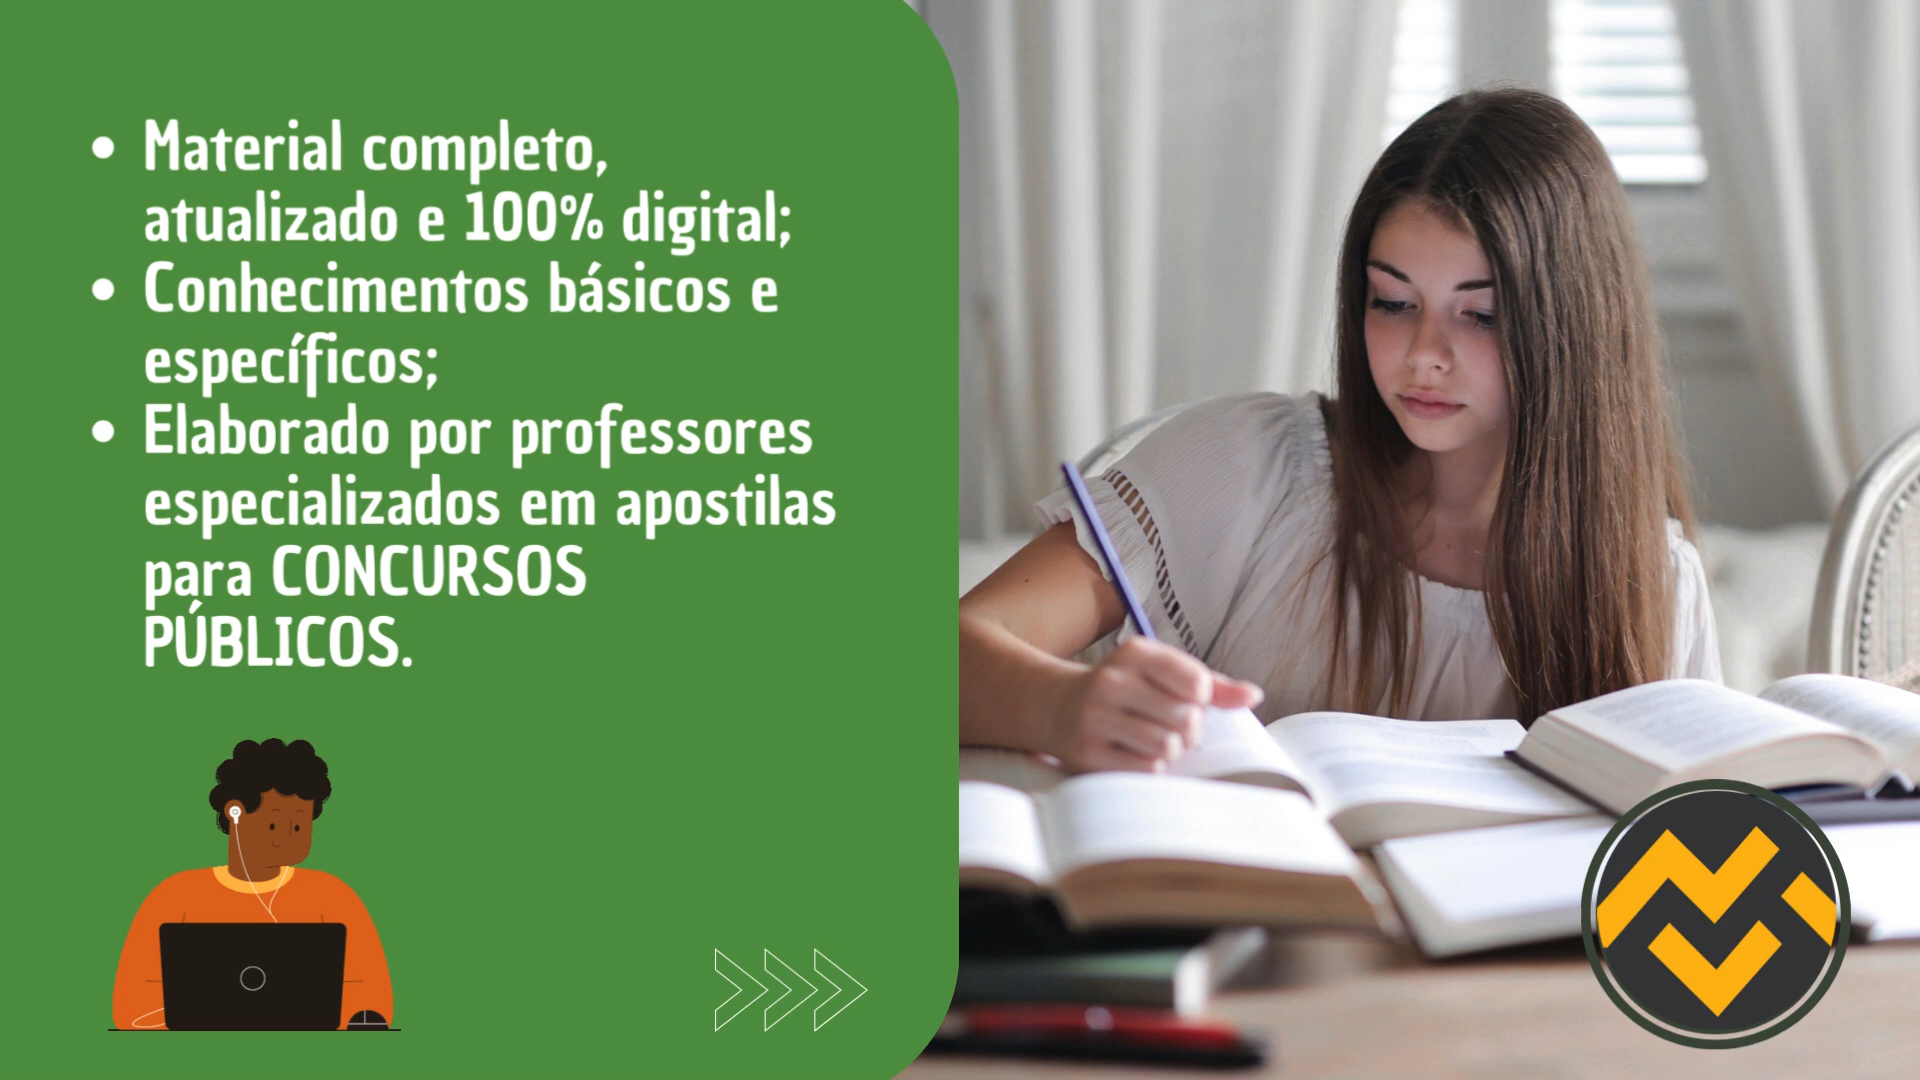 • Material completo,
atualizado e 100% digital;
• Conhecimentos básicos e
específicos;
• Elaborado por professores
especializados em apostilas
para CONCURSOS
PÚBLICOS.